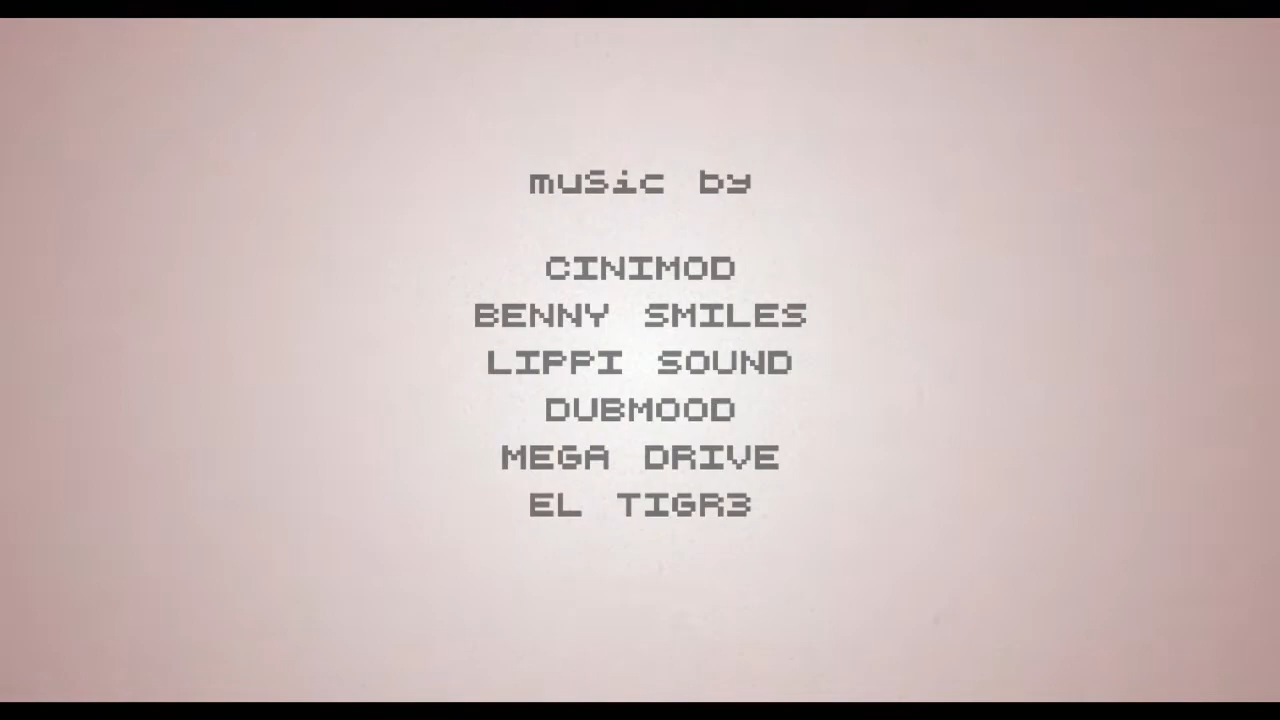 muSic by
CINIMOD
BENNY SMILES
LIPPI SOUND
DUBMOOD
MEGA DRIVE
EL TIGR3